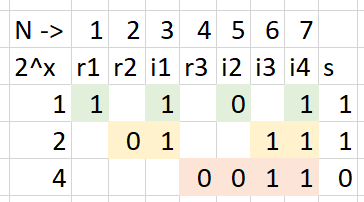 N -> 1 2 3 4 5 6 7
2^x r1 r2 i1 r3 i2 i3 i4 s
1 1 1 0 1 1
2 0 1 1 1 1
4 0 0 1 1 0